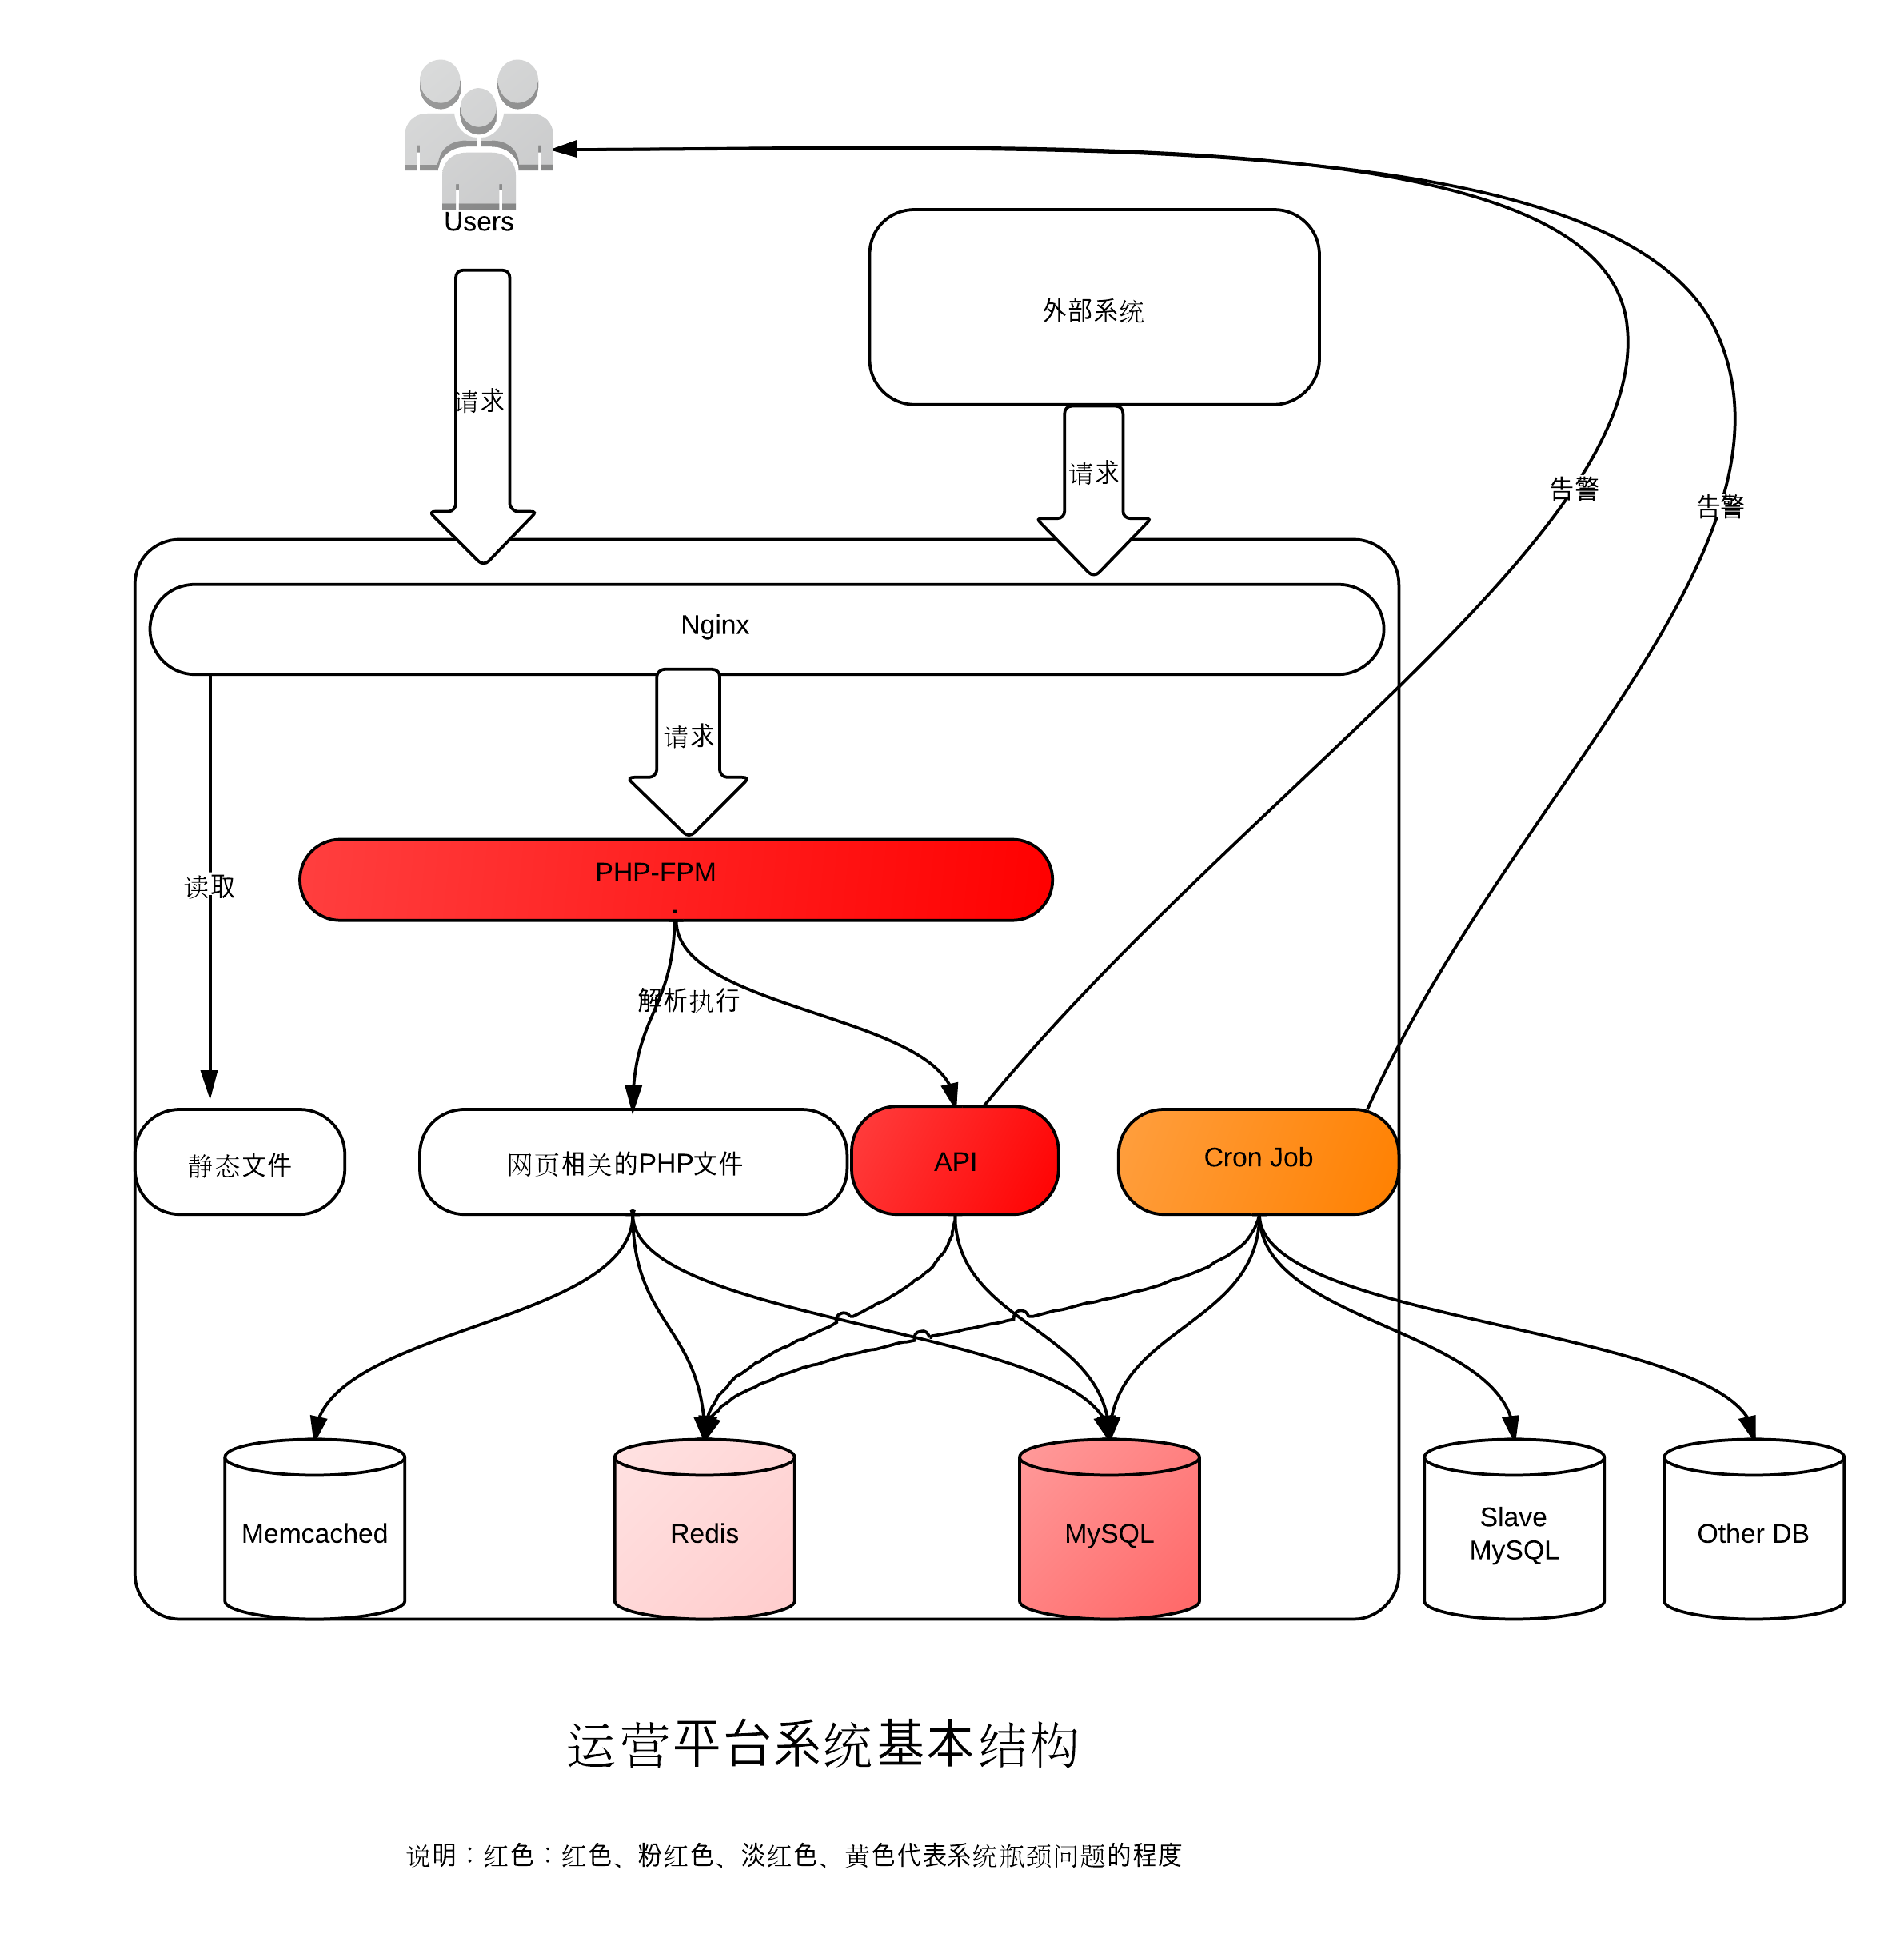 Users
外部系统
请求
请求
告警
告警
Nginx
请求
PHP-FPM
读取
解析执行
静态文件
网页相关的PHP文件
API
Cron Job
Memcached
Redis
MySQL
Slave
MySQL
Other DB
运营平台系统基本结构
说明：红色：红色、粉红色、淡红色、黄色代表系统瓶颈问题的程度